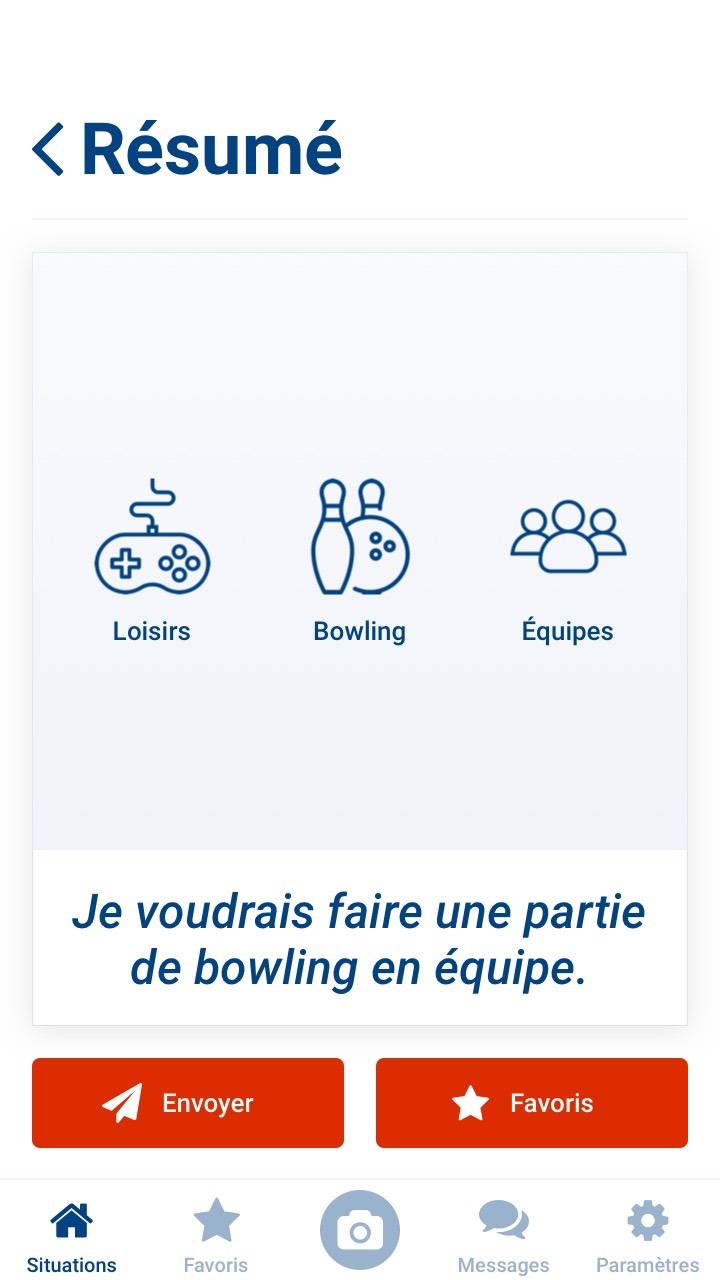 Résumé
Loisirs
Bowling
Équipes
Je voudrais faire une partie
de bowling en équipe.
Envoyer
Favoris
Situations
Favoris
Messages
Paramètres